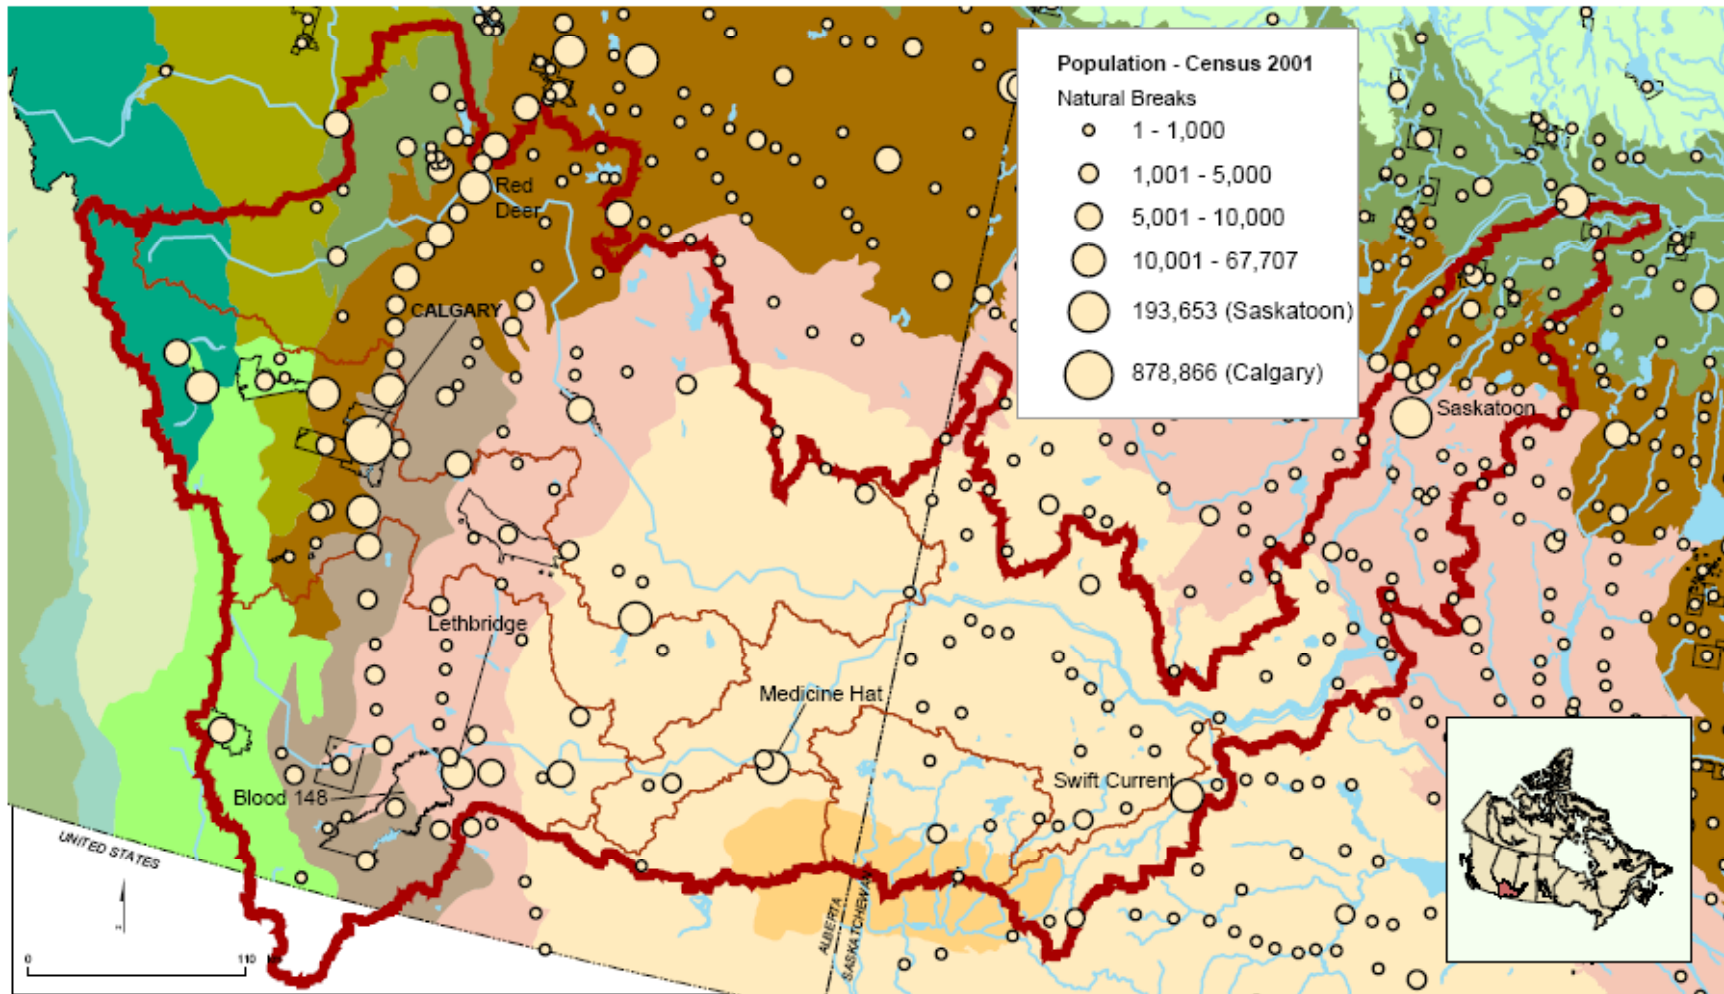 Population - Census 2001
Natural Breaks
1 - 1,000
1,001 - 5,000
5,001 - 10,000
10,001 - 67,707
193,653 (Saskatoon)
878,866 (Calgary)
Red
Deer
CALGARY
Saskatoon
Lethbridge
Medicine Hat
Swift Current
Blood 148
UNITED STATES
ALBERTA
SASKATCHEWAN
0 110